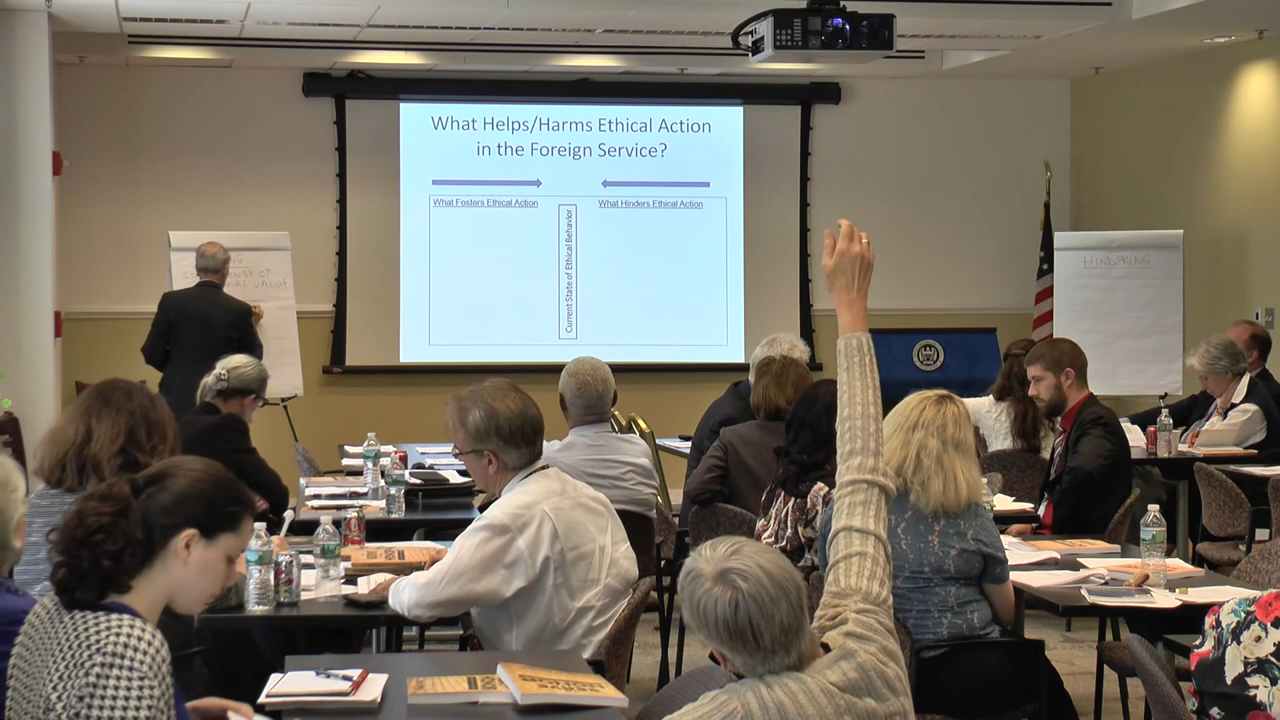 What Helps/Harms Ethical Action
in the Foreign Service?
What Fosters Ethical Action
What Hinders Ethical Action
Current State of Ethical Behavior
HINDERING